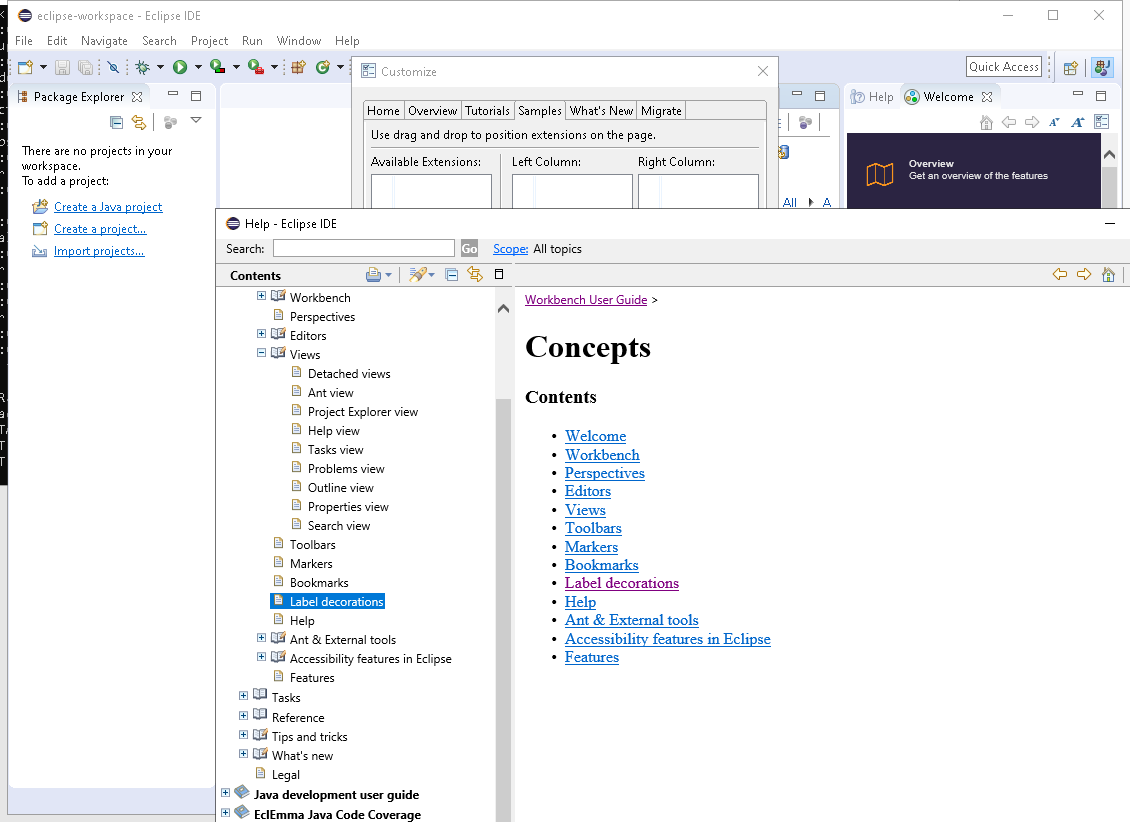 eclipse-workspace - Eclipse IDE
File Edit Navigate Search Project Run Window Help
Quick Access
Package Explorer
There are no projects in your
workspace.
To add a project:
Create a Java project
Create a project...
Import projects...
Customize
Home Overview Tutorials Samples What's New Migrate
Use drag and drop to position extensions on the page.
Available Extensions: Left Column: Right Column:
All A
Help Welcome
Overview
Get an overview of the features
Help - Eclipse IDE
Search: Go Scope: All topics
Contents
Workbench
Perspectives
Editors
Views
Detached views
Ant view
Project Explorer view
Help view
Tasks view
Problems view
Outline view
Properties view
Search view
Toolbars
Markers
Bookmarks
Label decorations
Help
Ant & External tools
Accessibility features in Eclipse
Features
Tasks
Reference
Tips and tricks
What's new
Legal
Java development user guide
EclEmma Java Code Coverage
Workbench User Guide >
Concepts
Contents
• Welcome
• Workbench
• Perspectives
• Editors
• Views
• Toolbars
• Markers
• Bookmarks
• Label decorations
• Help
• Ant & External tools
• Accessibility features in Eclipse
• Features